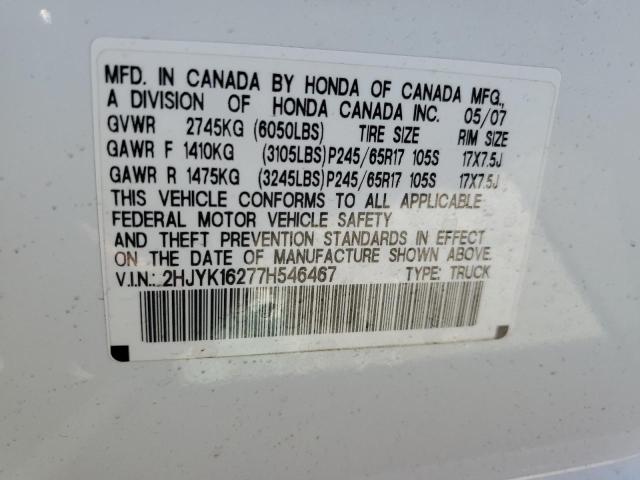 MFD. IN CANADA BY HONDA OF CANADA MFG.,
A DIVISION OF HONDA CANADA INC. 05/07
GVWR 2745KG (6050LBS) TIRE SIZE RIM SIZE
GAWR F 1410KG (3105LBS) P245/65R17 105S 17X7.5J
GAWR R 1475KG (3245LBS) P245/65R17 105S 17X7.5J
THIS VEHICLE CONFORMS TO ALL APPLICABLE
FEDERAL MOTOR VEHICLE SAFETY
AND THEFT PREVENTION STANDARDS IN EFFECT
ON THE DATE OF MANUFACTURE SHOWN ABOVE.
V.I.N.: 2HJYK16277H546467 TYPE: TRUCK